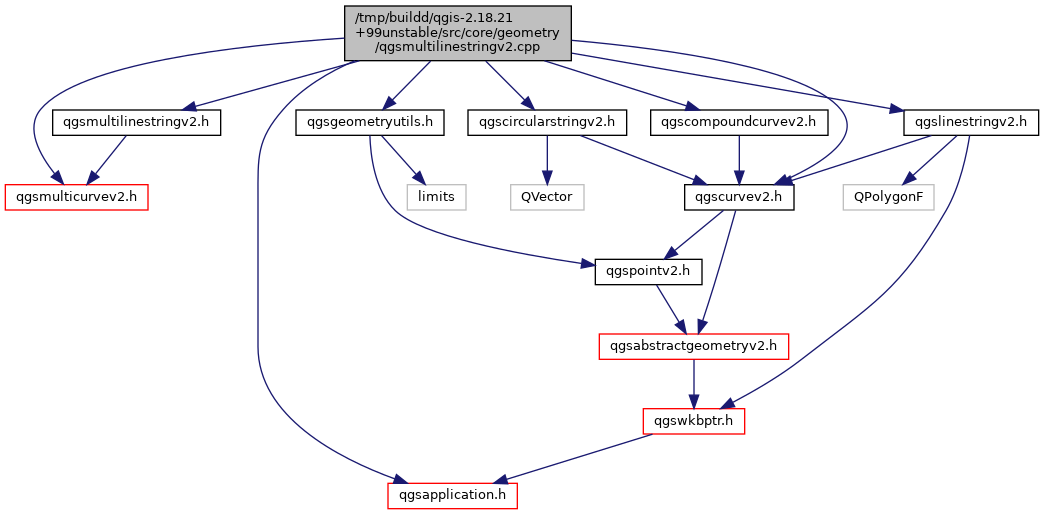 /tmp/buildd/qgis-2.18.21
+99unstable/src/core/geometry
/qgsmultilinestringv2.cpp
qgsmultilinestringv2.h
qgsgeometryutils.h
qgscircularstringv2.h
qgscompoundcurvev2.h
qgslinestringv2.h
qgsmulticurvev2.h
limits
QVector
qgscurvev2.h
QPolygonF
qgspointv2.h
qgsabstractgeometryv2.h
qgswkbptr.h
qgsapplication.h